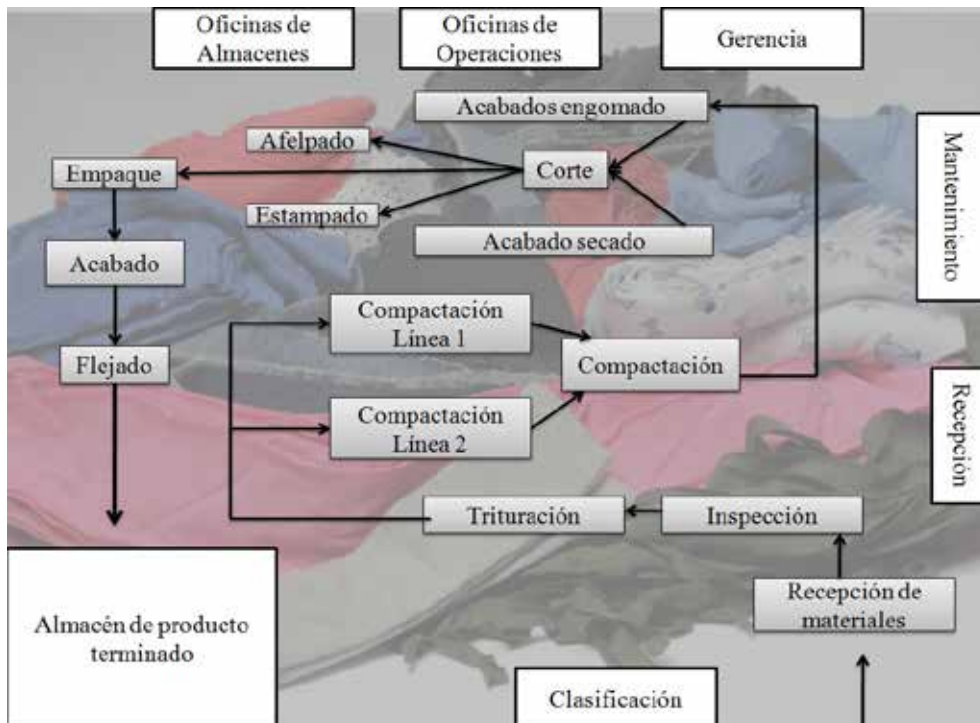 Oficinas de
Almacenes
Oficinas de
Operaciones
Gerencia
Acabados engomado
Afelpado
Mantenimiento
Empaque
Corte
Estampado
Acabado secado
Acabado
Compactación
Línea 1
Flejado
Compactación
Recepción
Compactación
Línea 2
Trituración
Inspección
Recepción de
materiales
Almacén de producto
terminado
Clasificación